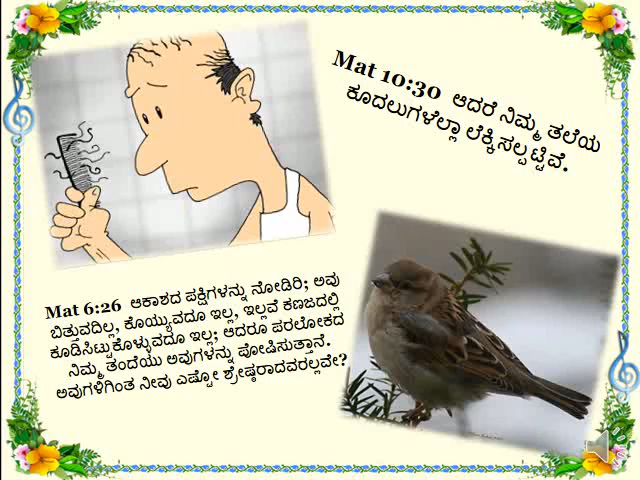 Mat 10:30 ಆದರೆ ನಿಮ್ಮ ತಲೆಯ
ಕೂದಲುಗಳೆಲ್ಲಾ ಲೆಕ್ಕಿಸಲ್ಪಟ್ಟಿವೆ.
Mat 6:26 ಆಕಾಶದ ಪಕ್ಷಿಗಳನ್ನು ನೋಡಿರಿ; ಅವು
ಬಿತ್ತುವದಿಲ್ಲ, ಕೊಯ್ಯುವದೂ ಇಲ್ಲ, ಇಲ್ಲವೆ ಕಣಜದಲ್ಲಿ
ಕೂಡಿಸಿಟ್ಟುಕೊಳ್ಳುವದೂ ಇಲ್ಲ; ಆದರೂ ಪರಲೋಕದ
ನಿಮ್ಮ ತಂದೆಯು ಅವುಗಳನ್ನು ಪೋಷಿಸುತ್ತಾನೆ.
ಅವುಗಳಿಗಿಂತ ನೀವು ಎಷ್ಟೋ ಶ್ರೇಷ್ಠರಾದವರಲ್ಲವೇ?